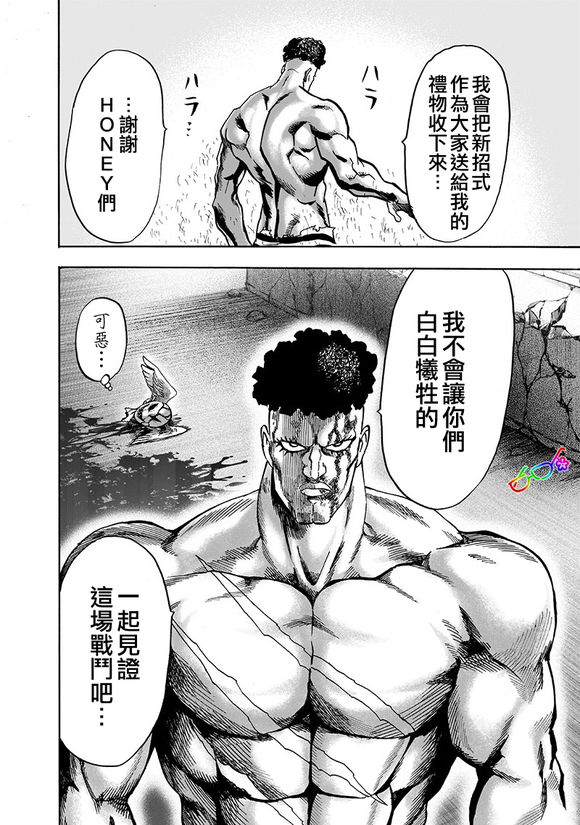 我會把新招式
作為大家送給我的
禮物收下來…
ハラ
ハラ…
…謝謝
HONEY們
我不會讓你們
白白犧牲的
可惡…
一起見證
這場戰鬥吧…